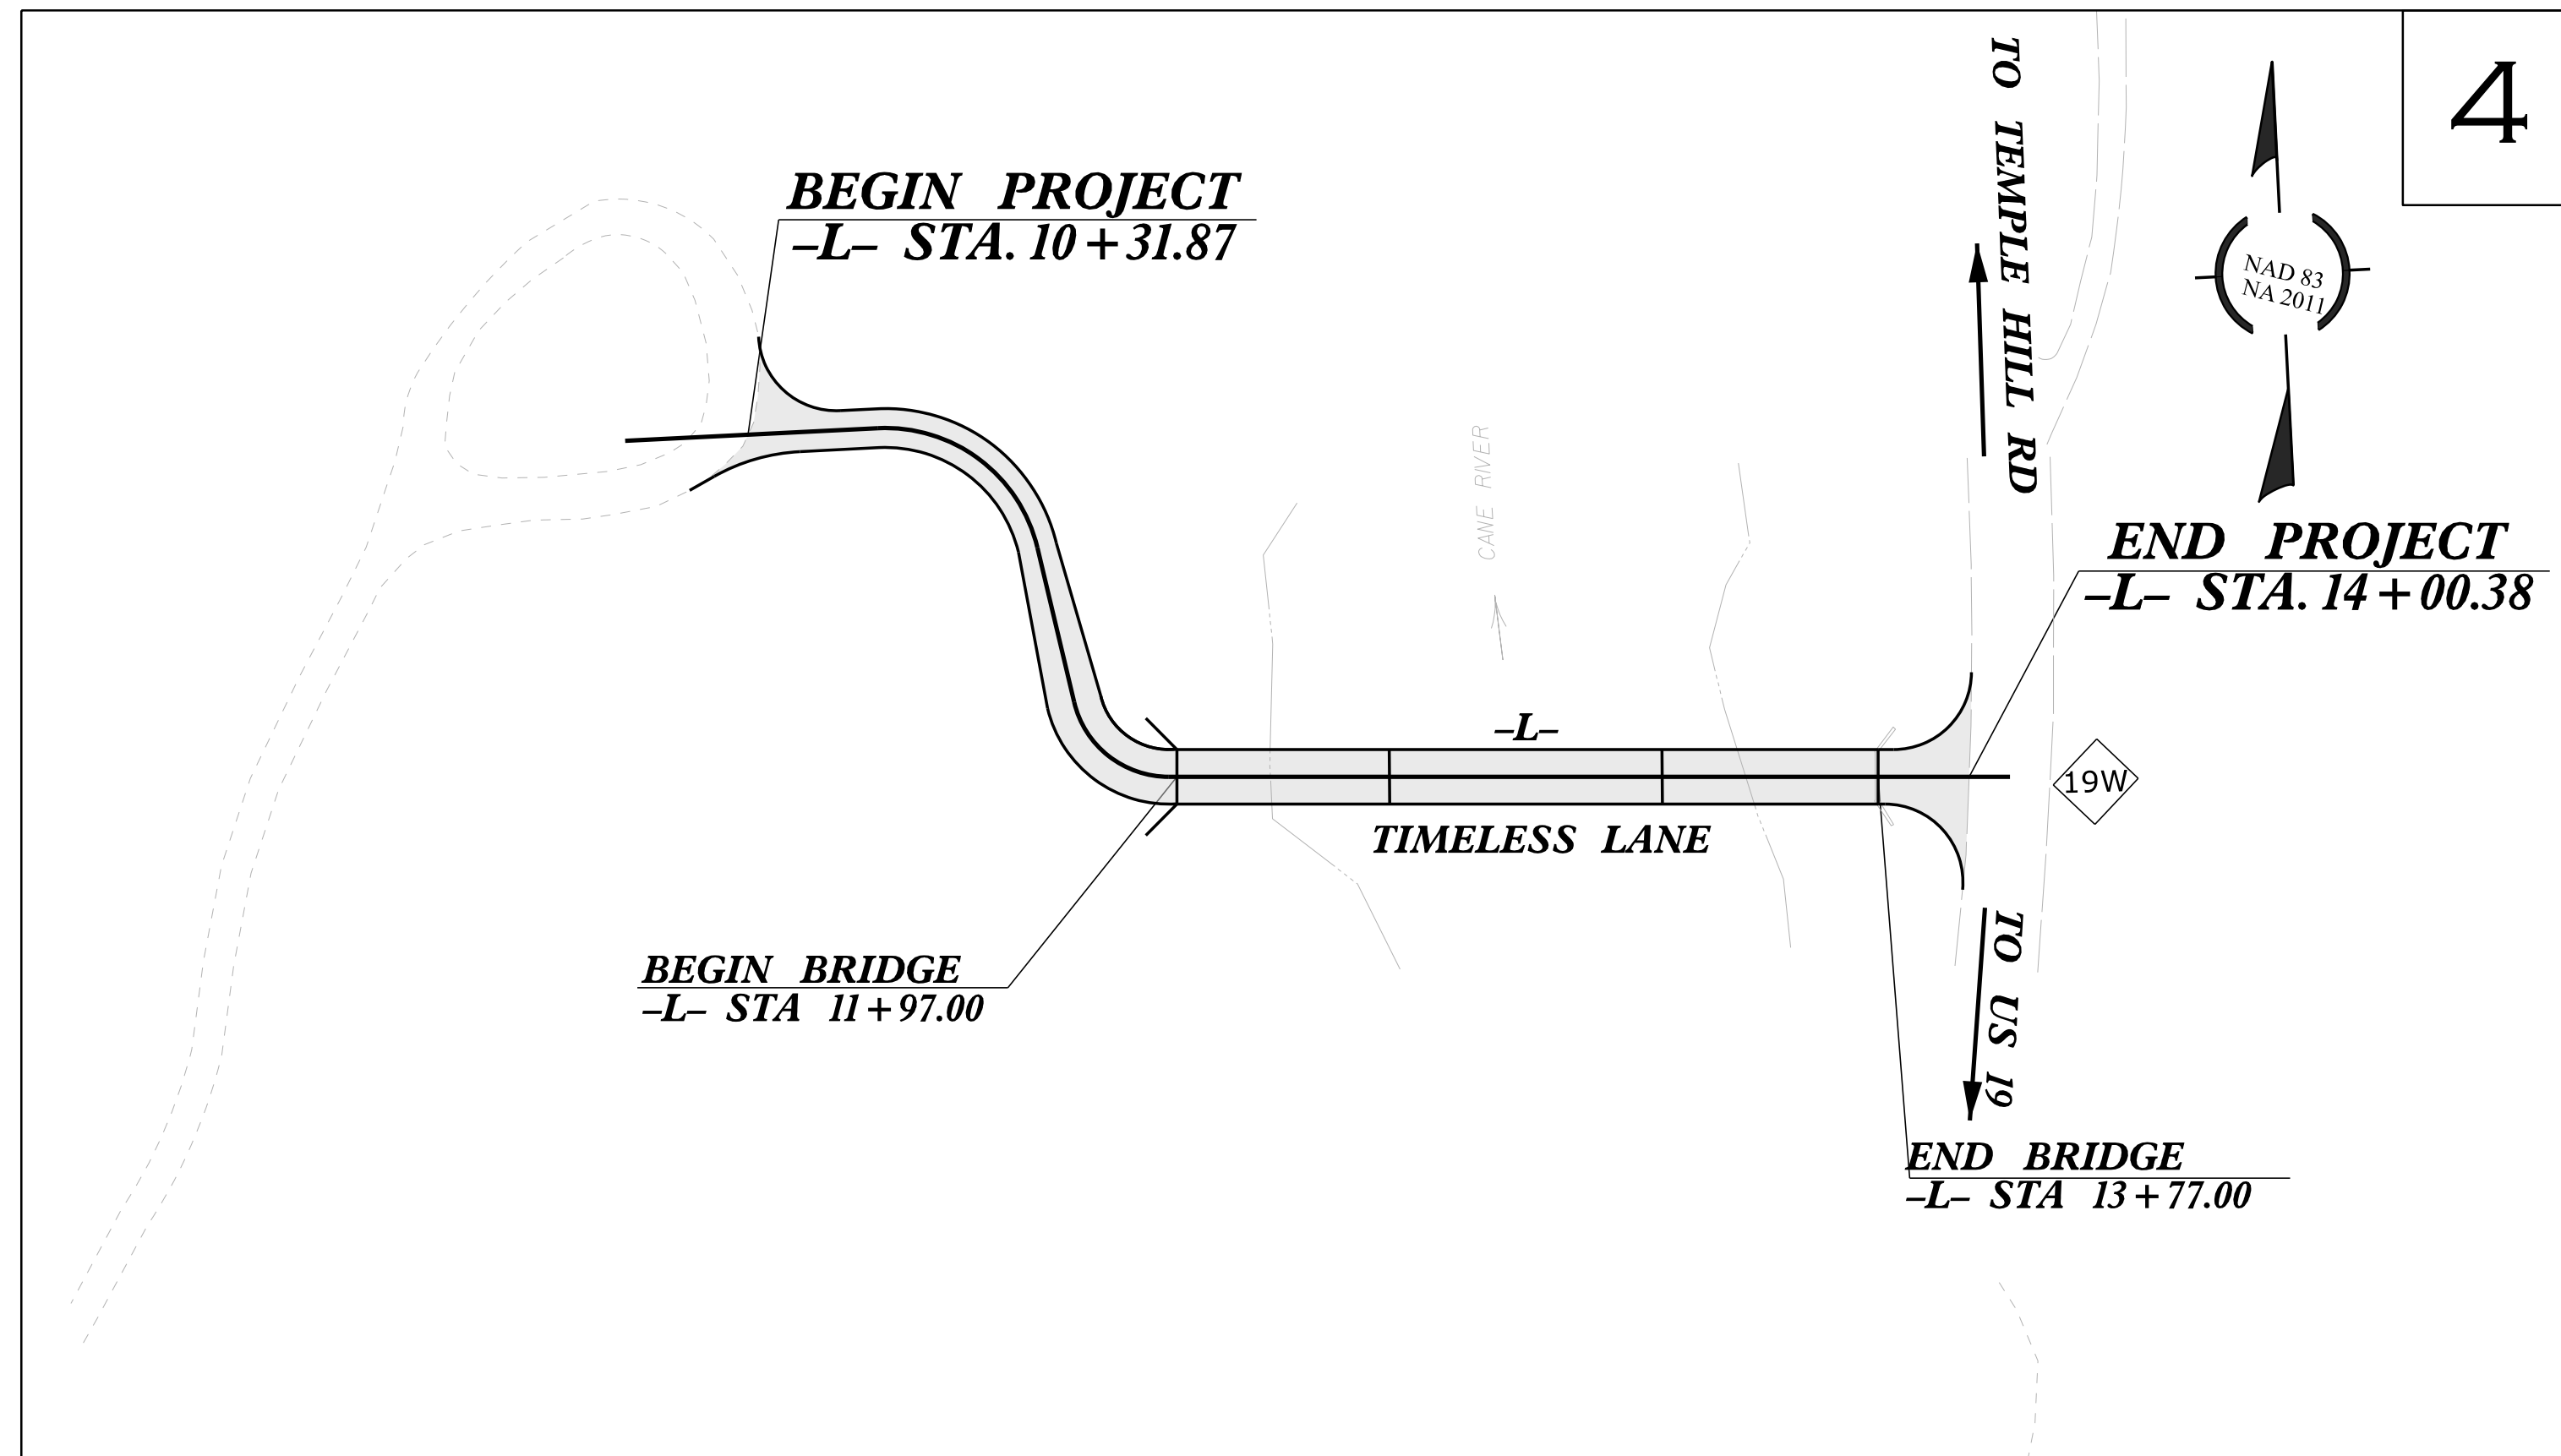 4
TO TEMPLE HILL RD
BEGIN PROJECT
–L– STA. 10+31.87
NAD 83
NA 2011
CANE RIVER
END PROJECT
–L– STA. 14+00.38
–L–
19W
TIMELESS LANE
BEGIN BRIDGE
–L– STA 11+97.00
TO US 19
END BRIDGE
–L– STA 13+77.00